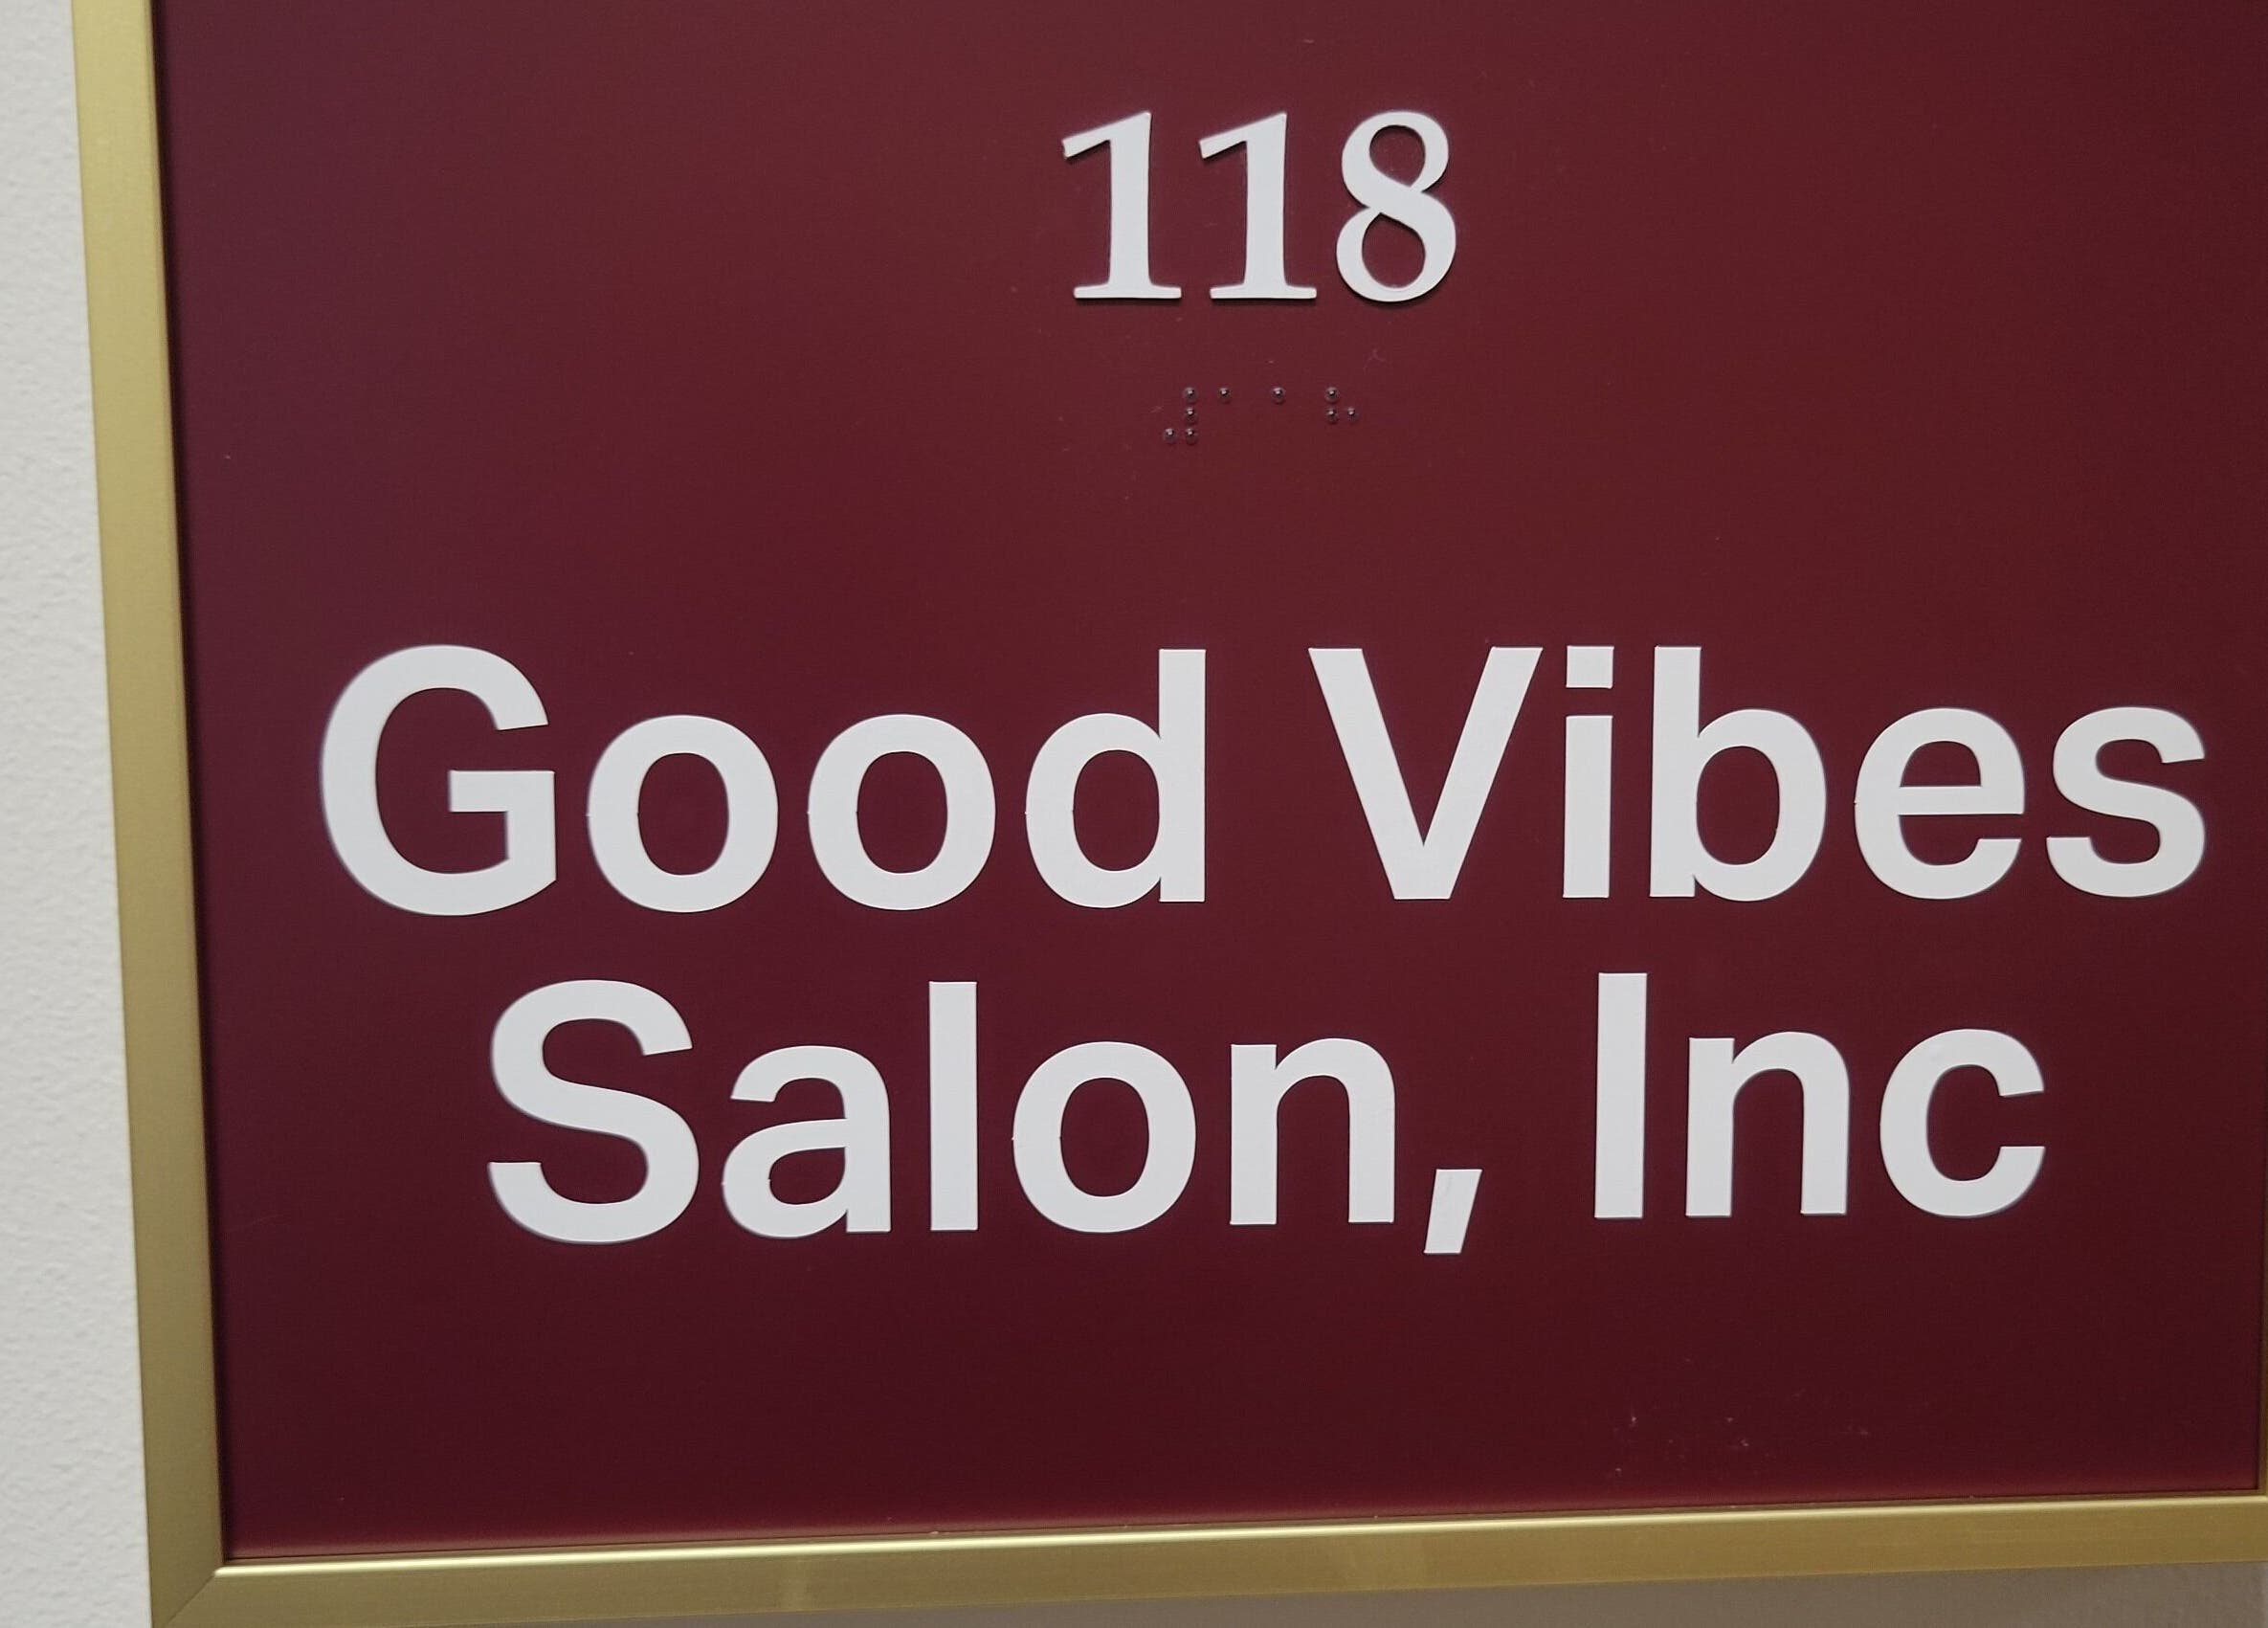 118
⠼⠁⠁⠓
Good Vibes
Salon, Inc